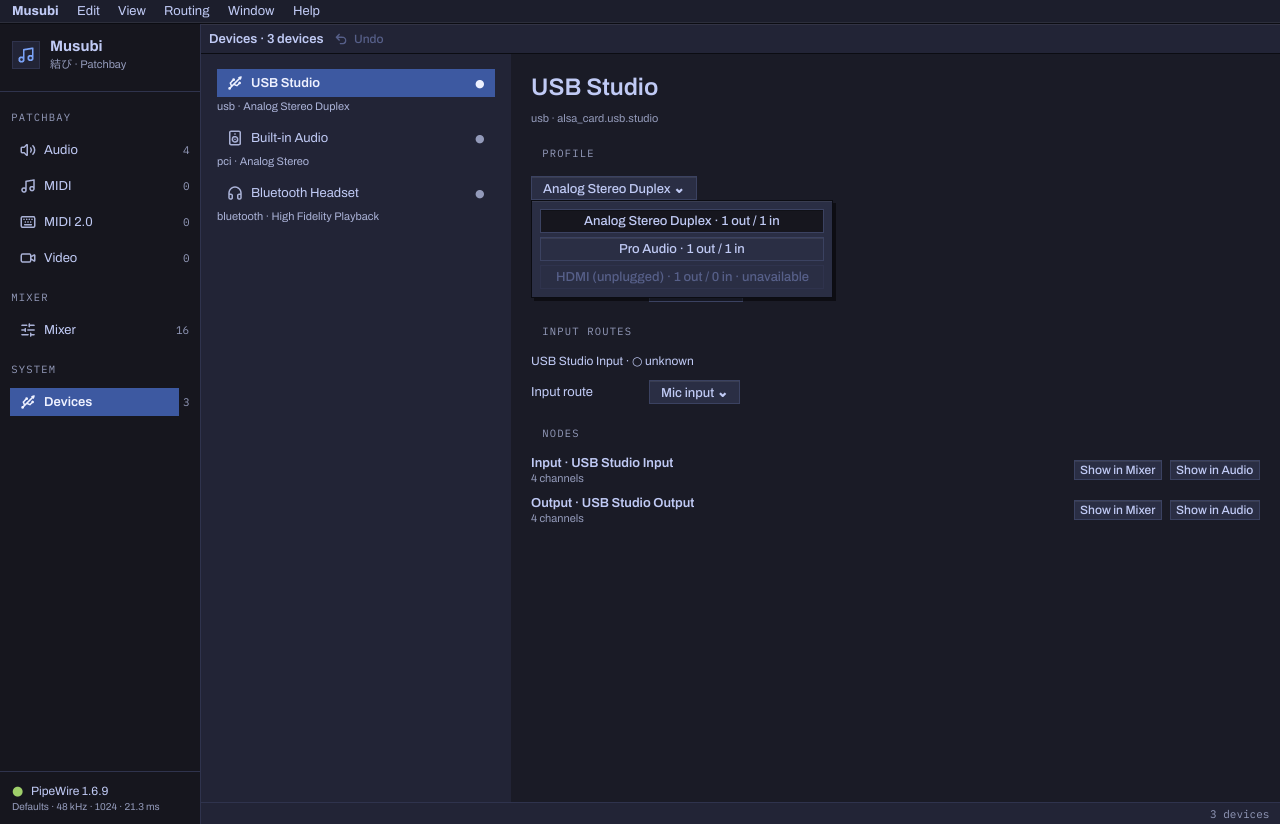 Musubi Edit View Routing Window Help
Musubi
結び · Patchbay
Devices · 3 devices Undo
PATCHBAY
Audio 4
MIDI 0
MIDI 2.0 0
Video 0
MIXER
Mixer 16
SYSTEM
Devices 3
PipeWire 1.6.9
Defaults · 48 kHz · 1024 · 21.3 ms
USB Studio
usb · Analog Stereo Duplex
Built-in Audio
pci · Analog Stereo
Bluetooth Headset
bluetooth · High Fidelity Playback
USB Studio
usb · alsa_card.usb.studio
PROFILE
Analog Stereo Duplex
Analog Stereo Duplex · 1 out / 1 in
Pro Audio · 1 out / 1 in
HDMI (unplugged) · 1 out / 0 in · unavailable
INPUT ROUTES
USB Studio Input · unknown
Input route Mic input
NODES
Input · USB Studio Input
4 channels
Show in Mixer Show in Audio
Output · USB Studio Output
4 channels
Show in Mixer Show in Audio
3 devices